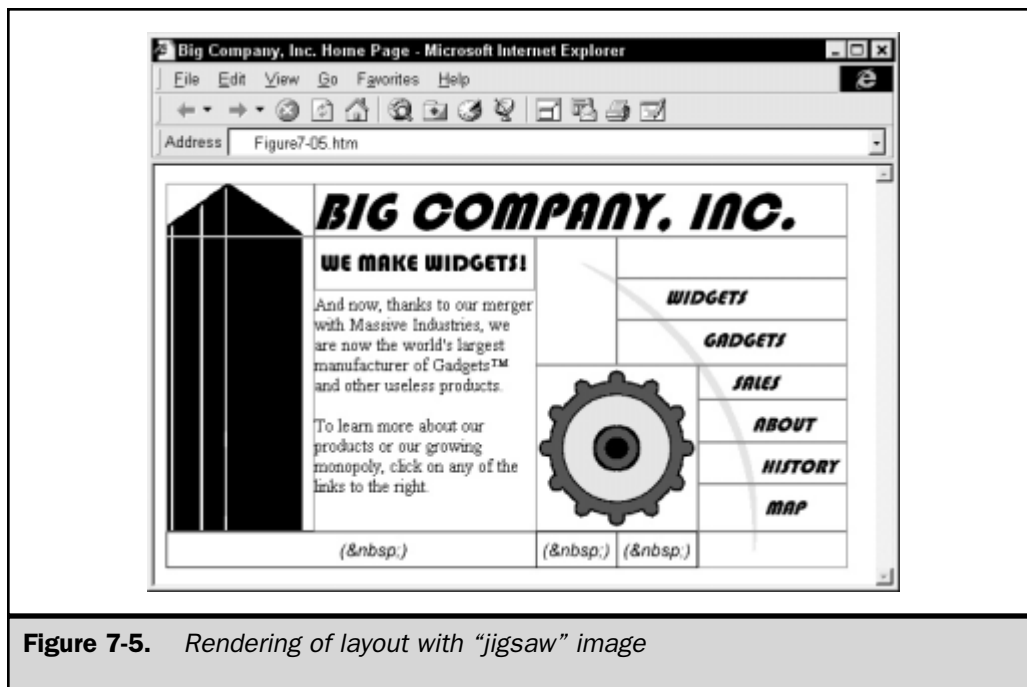 Big Company, Inc. Home Page - Microsoft Internet Explorer
File Edit View Go Favorites Help
Address Figure7-05.htm
BIG COMPANY, INC.
WE MAKE WIDGETS!
And now, thanks to our merger
with Massive Industries, we
are now the world's largest
manufacturer of Gadgets™
and other useless products.
To learn more about our
products or our growing
monopoly, click on any of the
links to the right.
WIDGETS
GADGETS
SALES
ABOUT
HISTORY
MAP
(&nbsp;) (&nbsp;) (&nbsp;)
Figure 7-5. Rendering of layout with “jigsaw” image